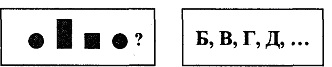 ?
Б, В, Г, Д, ...